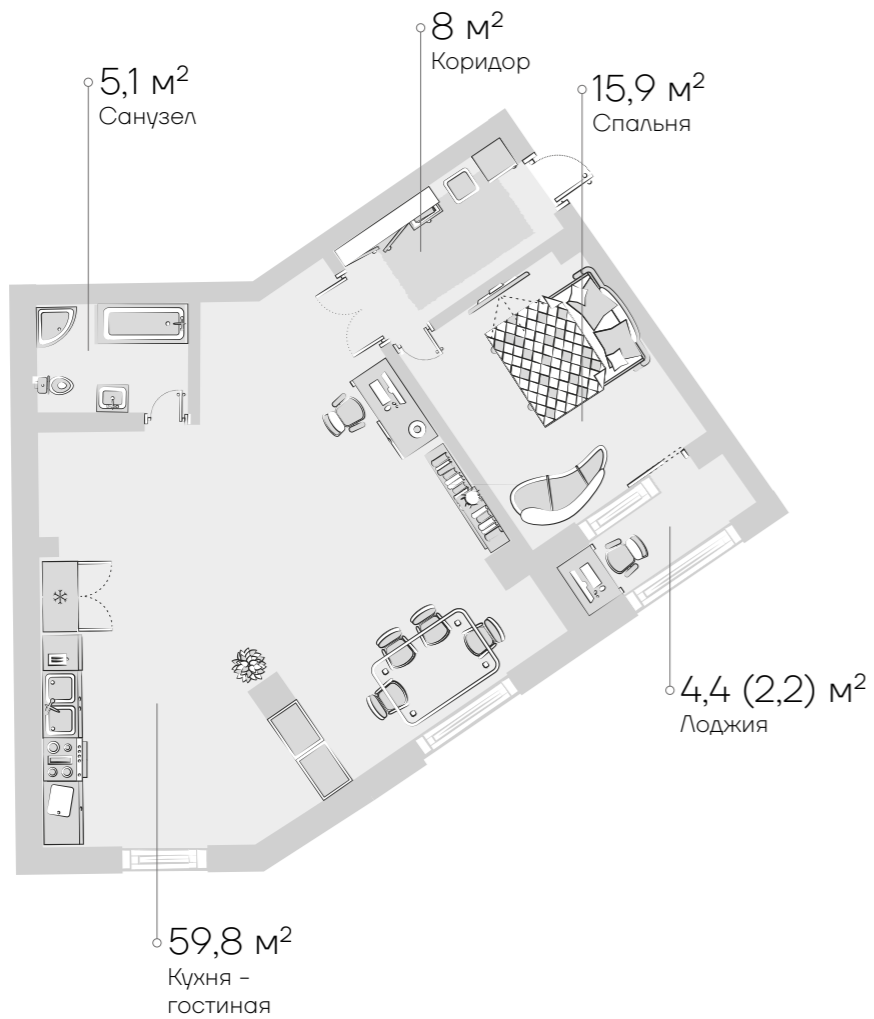 8 м²
Коридор
5,1 м²
Санузел
15,9 м²
Спальня
4,4 (2,2) м²
Лоджия
59,8 м²
Кухня –
гостиная